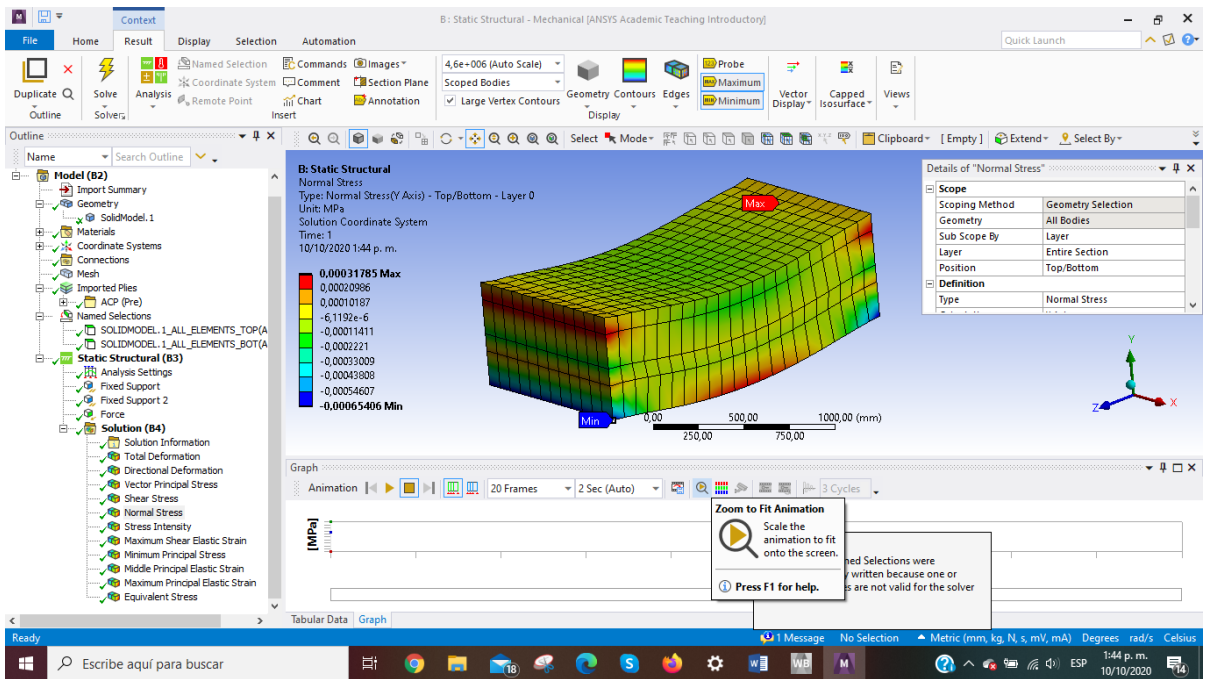 M
Context
B : Static Structural - Mechanical [ANSYS Academic Teaching Introductory]
File Home Result Display Selection Automation
Quick Launch
Duplicate
Outline
Solve
Solver
Analysis
Named Selection
Coordinate System
Remote Point
Commands
Comment
Chart
Images
Section Plane
Annotation
Insert
4,6e+006 (Auto Scale)
Scoped Bodies
Large Vertex Contours
Geometry Contours Edges
Probe
Maximum
Minimum
Display
Vector Display
Capped Isosurface
Views
Outline
Name
Search Outline
Select Mode
Clipboard [ Empty ] Extend Select By
Model (B2)
Import Summary
Geometry
SolidModel.1
Materials
Coordinate Systems
Connections
Mesh
Imported Plies
ACP (Pre)
Named Selections
SOLIDMODEL.1_ALL_ELEMENTS_TOP(A
SOLIDMODEL.1_ALL_ELEMENTS_BOT(A
Static Structural (B3)
Analysis Settings
Fixed Support
Fixed Support 2
Force
Solution (B4)
Solution Information
Total Deformation
Directional Deformation
Vector Principal Stress
Shear Stress
Normal Stress
Stress Intensity
Maximum Shear Elastic Strain
Minimum Principal Stress
Middle Principal Elastic Strain
Maximum Principal Elastic Strain
Equivalent Stress
B: Static Structural
Normal Stress
Type: Normal Stress(Y Axis) - Top/Bottom - Layer 0
Unit: MPa
Solution Coordinate System
Time: 1
10/10/2020 1:44 p. m.
0,00031785 Max
0,00020986
0,00010187
-6,1192e-6
-0,00011411
-0,0002221
-0,00033009
-0,00043808
-0,00054607
-0,00065406 Min
Max
Min
0,00 500,00 1000,00 (mm)
250,00 750,00
Y
Z
X
Details of "Normal Stress"
Scope
Scoping Method Geometry Selection
Geometry All Bodies
Sub Scope By Layer
Layer Entire Section
Position Top/Bottom
Definition
Type Normal Stress
Graph
Animation
20 Frames
2 Sec (Auto)
3 Cycles
[MPa]
Zoom to Fit Animation
Scale the
animation to fit
onto the screen.
Press F1 for help.
ned Selections were
y written because one or
es are not valid for the solver
Tabular Data Graph
Ready
1 Message No Selection Metric (mm, kg, N, s, mV, mA) Degrees rad/s Celsius
Escribe aquí para buscar
18
S
W
WB
M
ESP
1:44 p. m.
10/10/2020
14